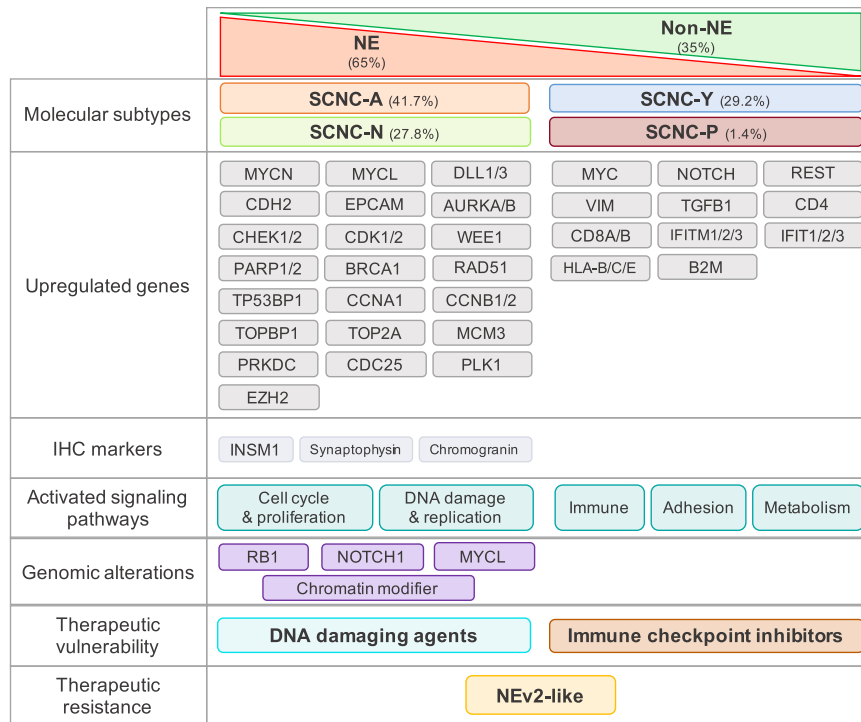 NE
(65%)
Non-NE
(35%)
Molecular subtypes
SCNC-A (41.7%)
SCNC-Y (29.2%)
SCNC-N (27.8%)
SCNC-P (1.4%)
Upregulated genes
MYCN
MYCL
DLL1/3
MYC
NOTCH
REST
CDH2
EPCAM
AURKA/B
VIM
TGFB1
CD4
CHEK1/2
CDK1/2
WEE1
CD8A/B
IFITM1/2/3
IFIT1/2/3
PARP1/2
BRCA1
RAD51
HLA-B/C/E
B2M
TP53BP1
CCNA1
CCNB1/2
TOPBP1
TOP2A
MCM3
PRKDC
CDC25
PLK1
EZH2
IHC markers
INSM1
Synaptophysin
Chromogranin
Activated signaling
pathways
Cell cycle
& proliferation
DNA damage
& replication
Immune
Adhesion
Metabolism
Genomic alterations
RB1
NOTCH1
MYCL
Chromatin modifier
Therapeutic
vulnerability
DNA damaging agents
Immune checkpoint inhibitors
Therapeutic
resistance
NEv2-like